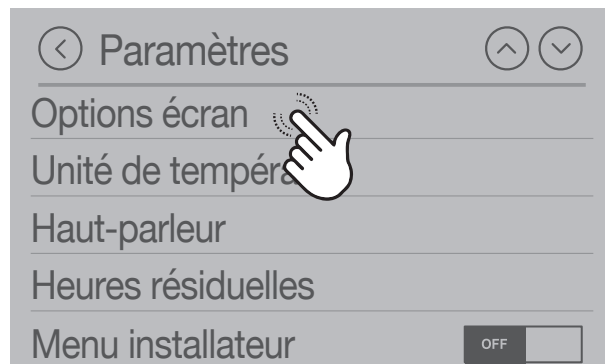 Paramètres
Options écran
Unité de tempéra
Haut-parleur
Heures résiduelles
Menu installateur OFF